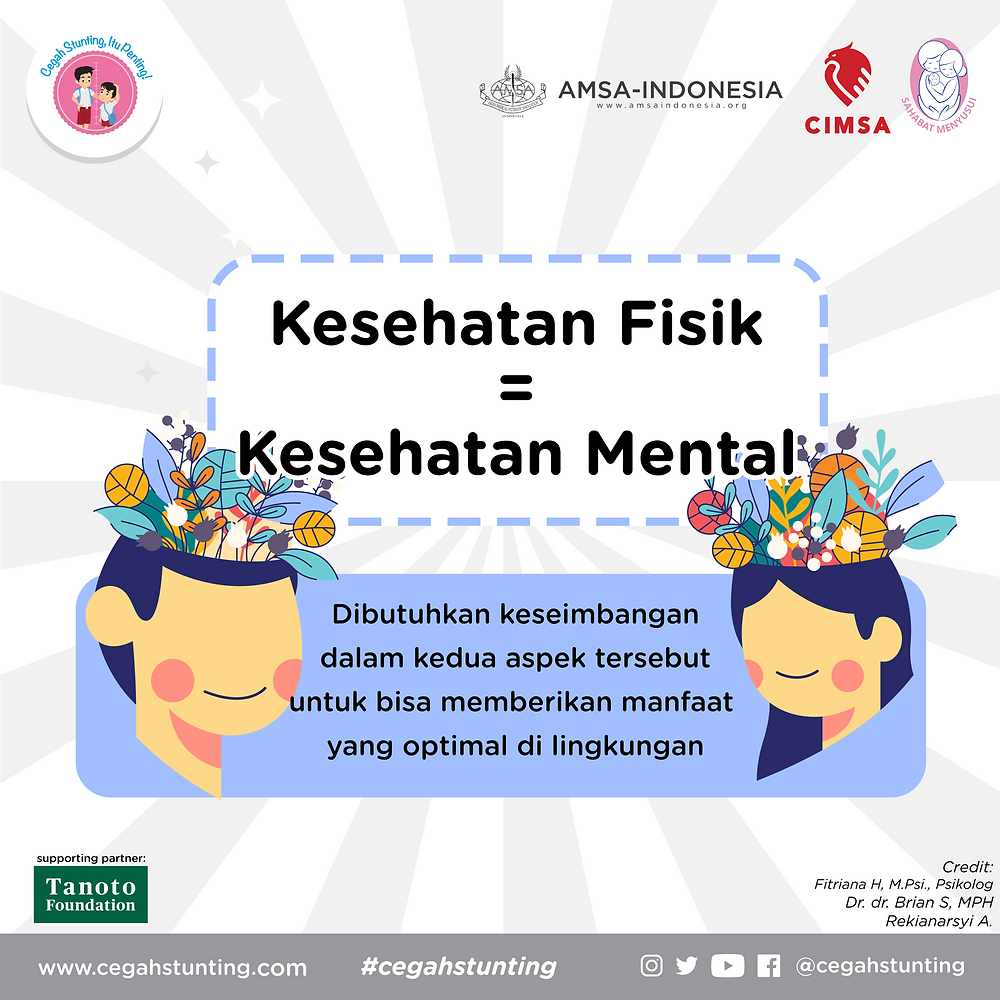 Cegah Stunting, Itu Penting!
AMSA
INDONESIA
AMSA-INDONESIA
www.amsaindonesia.org
CIMSA
SAHABAT MENYUSUI
Kesehatan Fisik
=
Kesehatan Mental
Dibutuhkan keseimbangan
dalam kedua aspek tersebut
untuk bisa memberikan manfaat
yang optimal di lingkungan
supporting partner:
Tanoto
Foundation
Credit:
Fitriana H, M.Psi., Psikolog
Dr. dr. Brian S, MPH
Rekianarsyi A.
www.cegahstunting.com
#cegahstunting
@cegahstunting